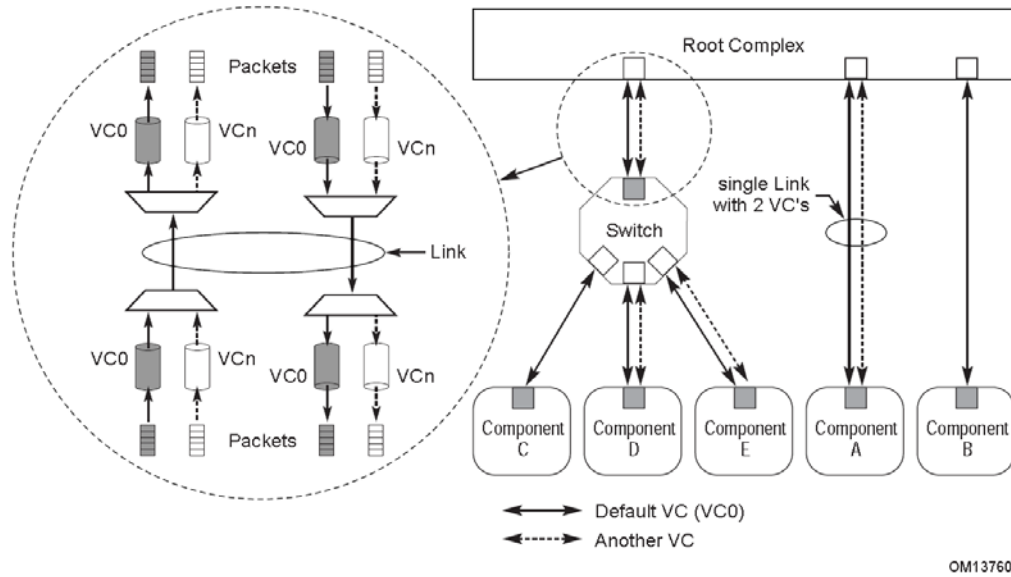 Packets
VC0
VCn
VC0
VCn
Link
VC0
VCn
VC0
VCn
Packets
Root Complex
single Link
with 2 VC's
Switch
Component
C
Component
D
Component
E
Component
A
Component
B
Default VC (VC0)
Another VC
OM13760